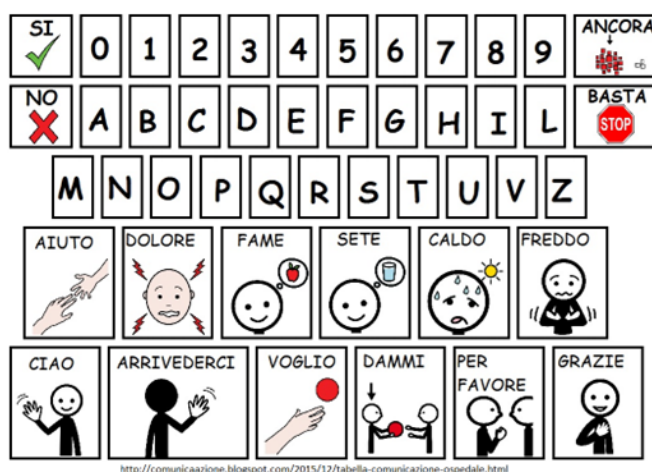 SI 0 1 2 3 4 5 6 7 8 9 ANCORA
NO A B C D E F G H I L BASTA
STOP
M N O P Q R S T U V Z
AIUTO DOLORE FAME SETE CALDO FREDDO
CIAO ARRIVEDERCI VOGLIO DAMMI PER FAVORE GRAZIE
http://comunicaazione.blogspot.com/2015/12/tabella-comunicazione-ospedale.html